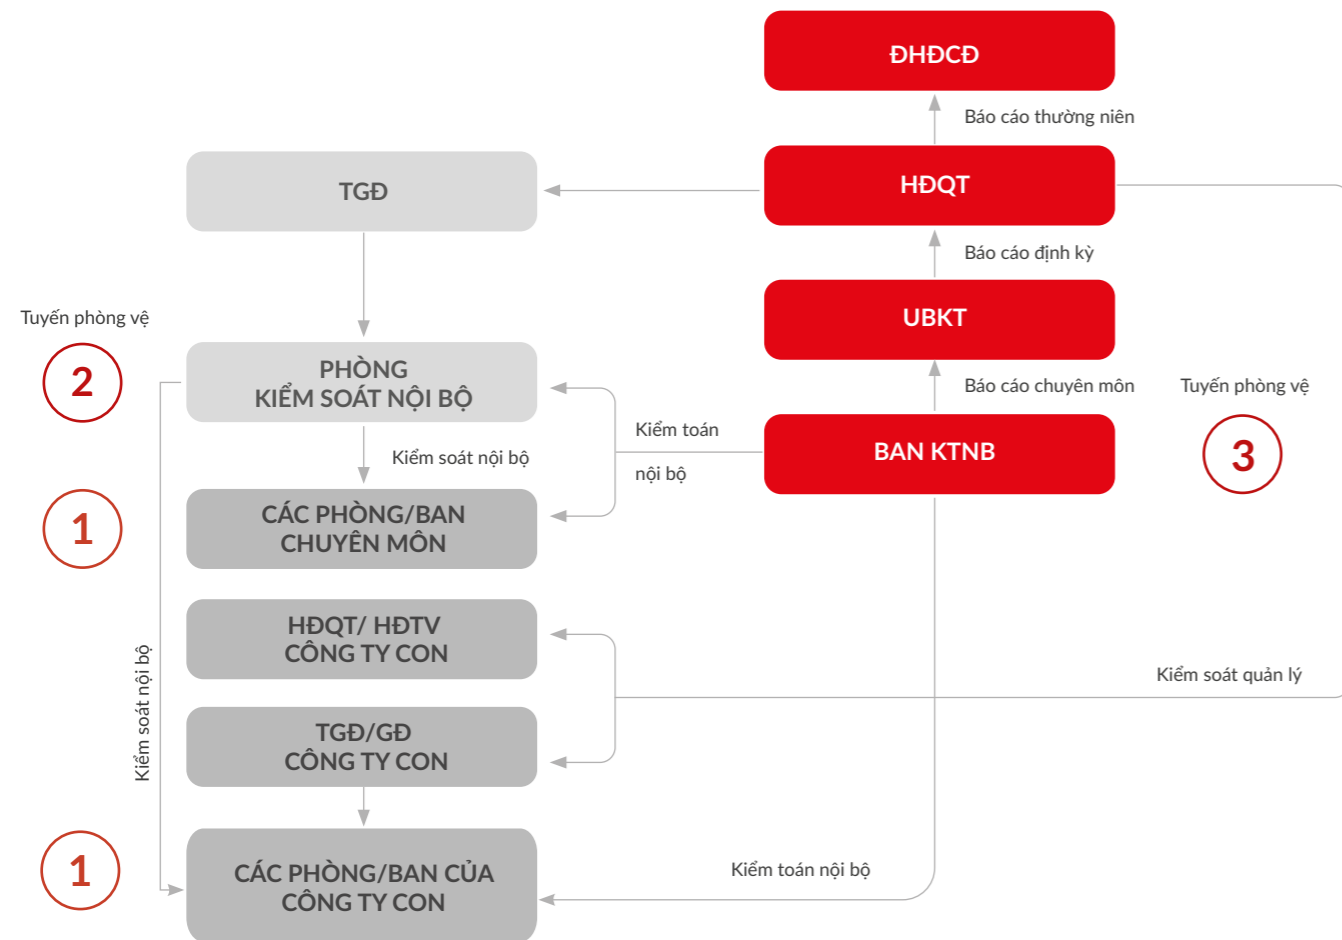 ĐHĐCĐ
Báo cáo thường niên
TGĐ
HĐQT
Báo cáo định kỳ
Tuyến phòng vệ
2
PHÒNG
KIỂM SOÁT NỘI BỘ
UBKT
Báo cáo chuyên môn
Tuyến phòng vệ
3
Kiểm toán
nội bộ
BAN KTNB
Kiểm soát nội bộ
1
CÁC PHÒNG/BAN
CHUYÊN MÔN
HĐQT/ HĐTV
CÔNG TY CON
Kiểm soát quản lý
Kiểm soát nội bộ
TGĐ/GĐ
CÔNG TY CON
1
CÁC PHÒNG/BAN CỦA
CÔNG TY CON
Kiểm toán nội bộ